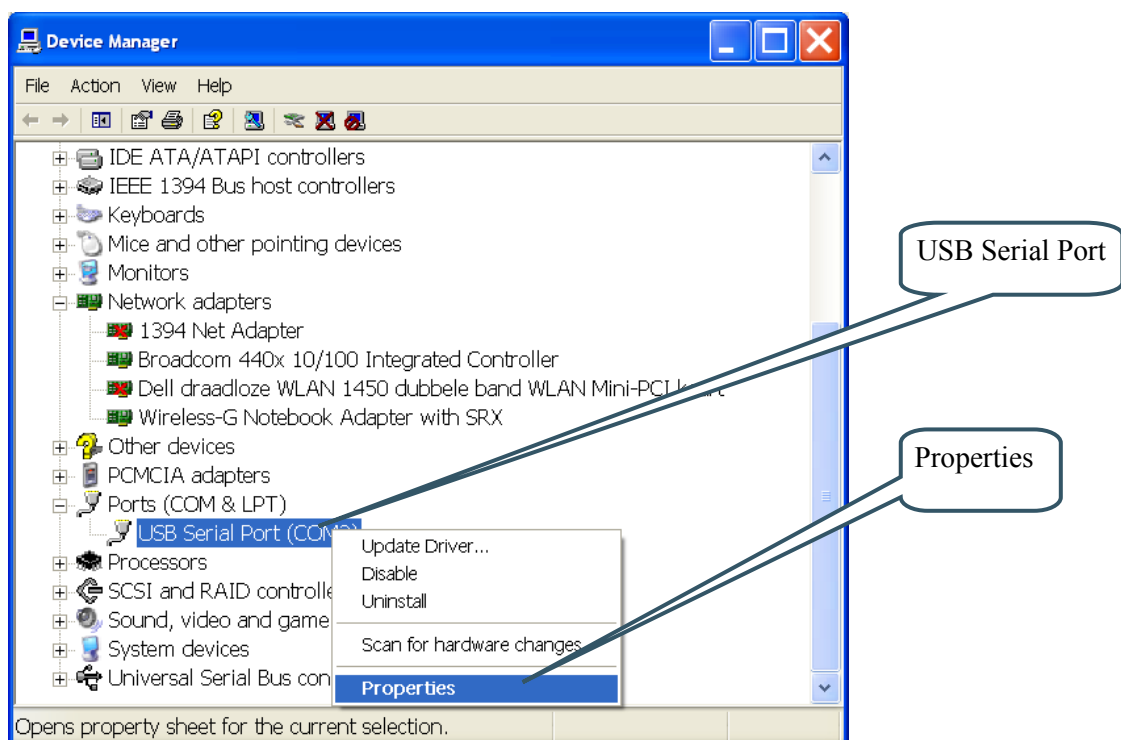 Device Manager
File Action View Help
IDE ATA/ATAPI controllers
IEEE 1394 Bus host controllers
Keyboards
Mice and other pointing devices
Monitors
Network adapters
1394 Net Adapter
Broadcom 440x 10/100 Integrated Controller
Dell draadloze WLAN 1450 dubbele band WLAN Mini-PCI
Wireless-G Notebook Adapter with SRX
Other devices
PCMCIA adapters
Ports (COM & LPT)
USB Serial Port
Processors
SCSI and RAID
Sound, video and game
System devices
Universal Serial Bus
Update Driver...
Disable
Uninstall
Scan for hardware changes
Properties
Opens property sheet for the current selection.
USB Serial Port
Properties